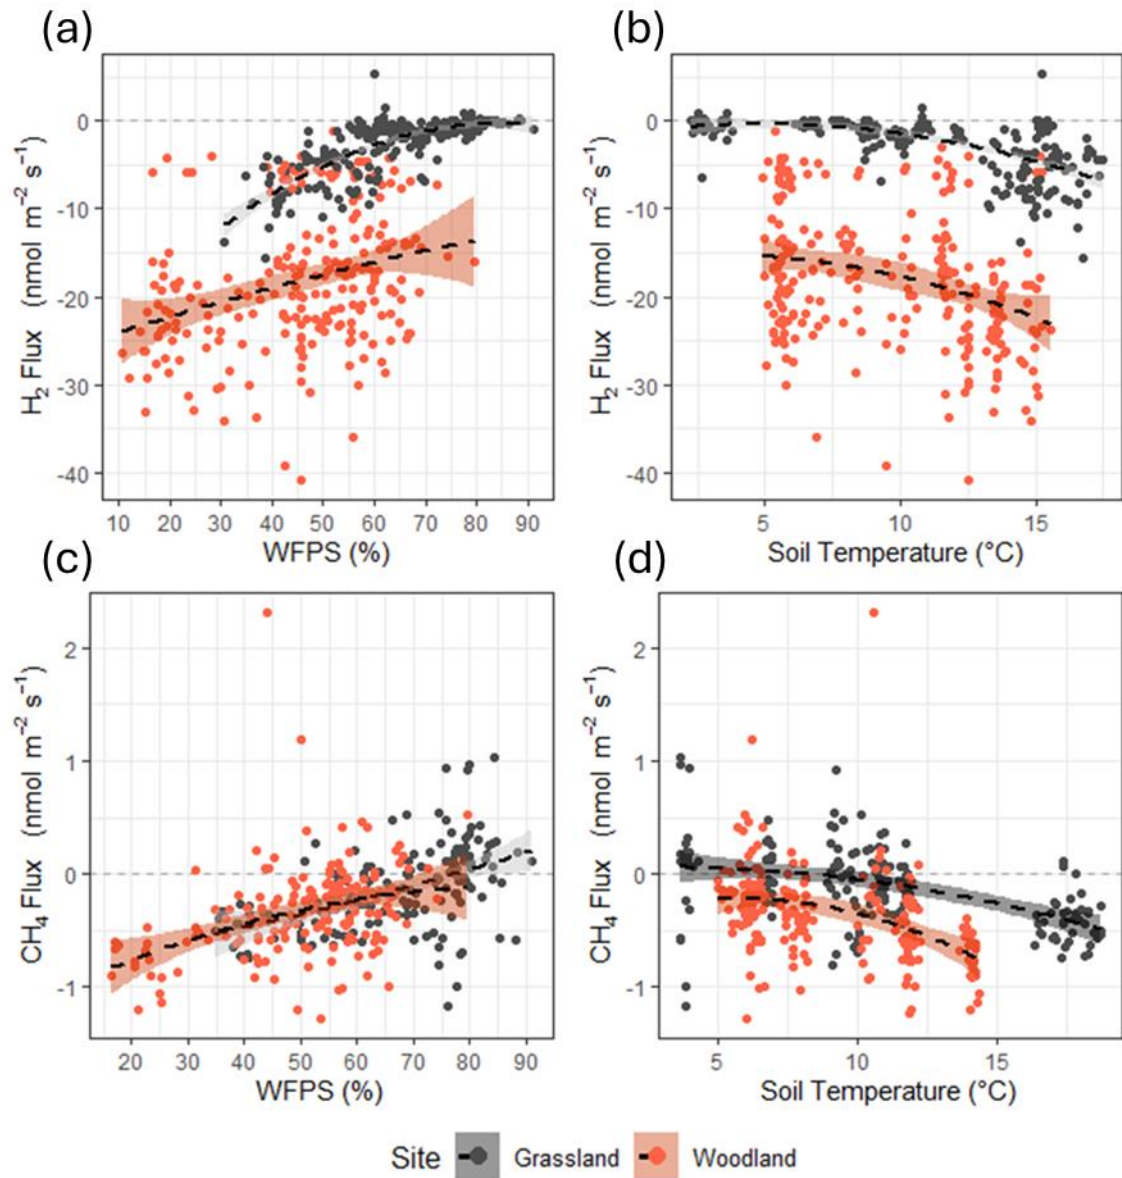 (a)
(b)
0
-10
-20
-30
-40
H₂ Flux (nmol m⁻² s⁻¹)
10 20 30 40 50 60 70 80 90
WFPS (%)
0
-10
-20
-30
-40
H₂ Flux (nmol m⁻² s⁻¹)
5 10 15
Soil Temperature (°C)
(c)
(d)
2
1
0
-1
CH₄ Flux (nmol m⁻² s⁻¹)
20 30 40 50 60 70 80 90
WFPS (%)
2
1
0
-1
CH₄ Flux (nmol m⁻² s⁻¹)
5 10 15
Soil Temperature (°C)
Site Grassland Woodland